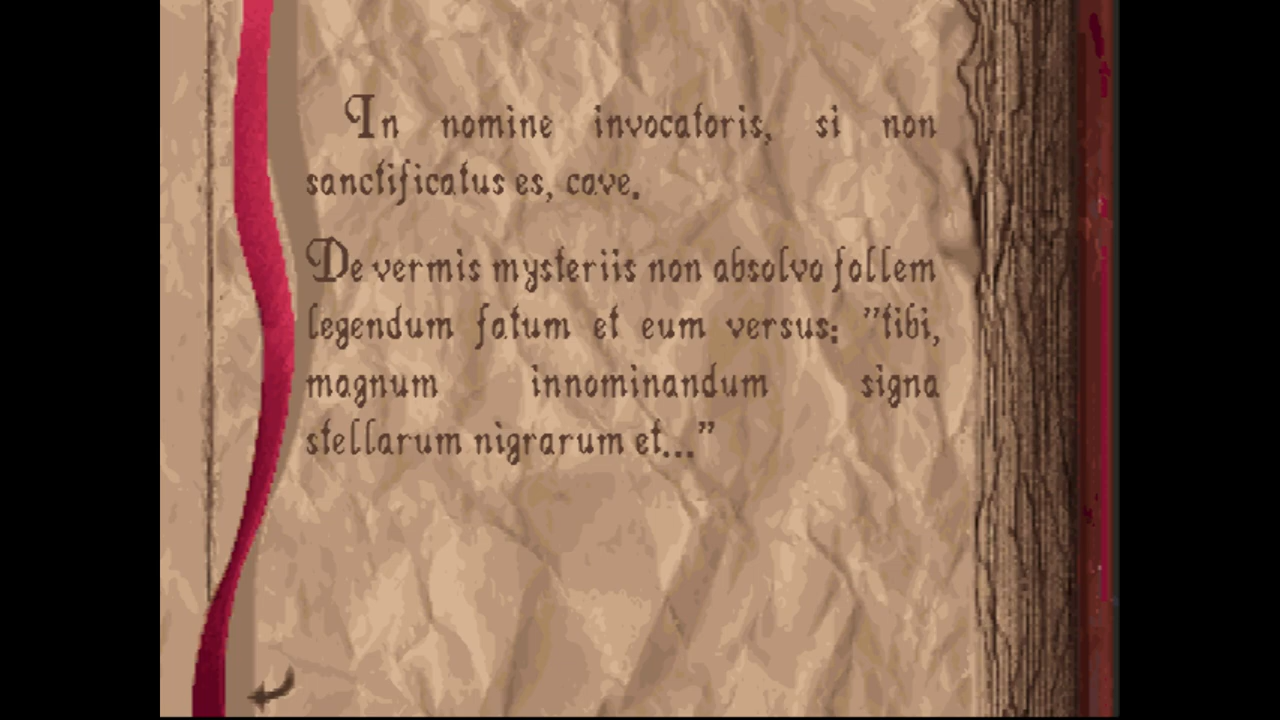 In nomine invocatoris, si non
sanctificatus es, cave.
De vermis mysteriis non absolvo follem
legendum fatum et eum versus: "tibi,
magnum innominandum signa
stellarum nigrarum et..."